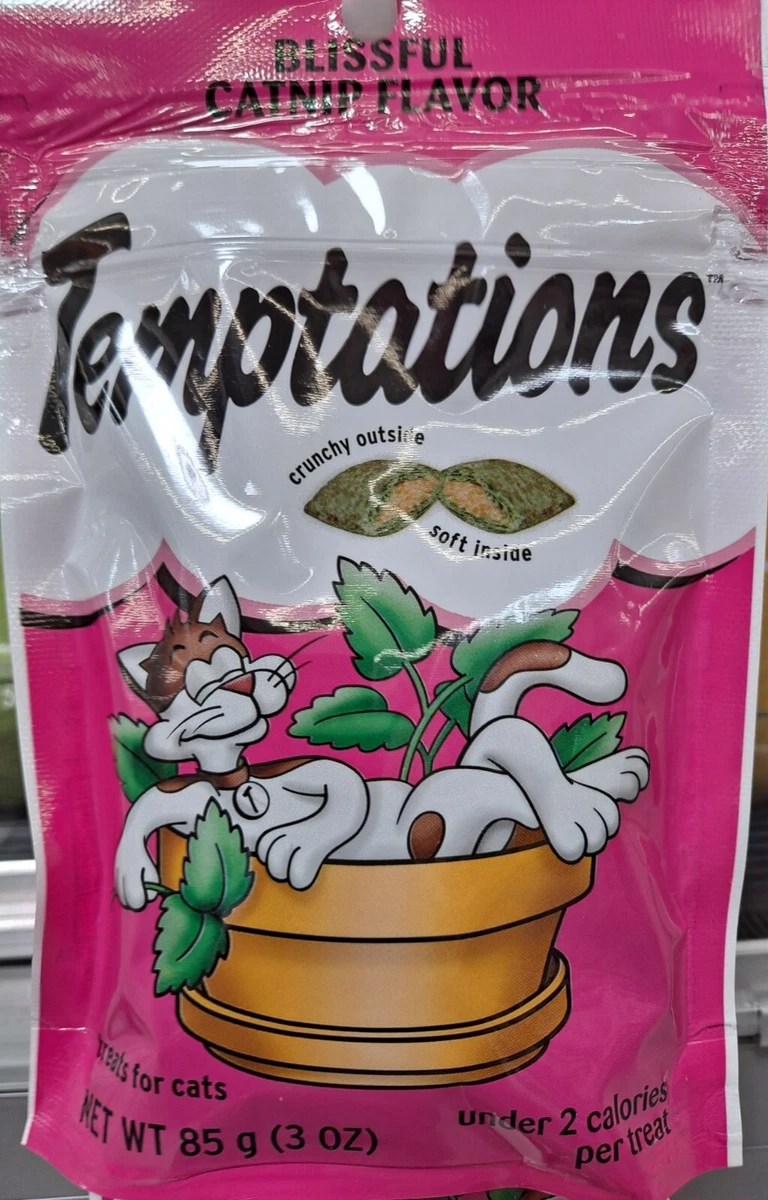 BLISSFUL
CATNIP FLAVOR
Temptations™
crunchy outside
soft inside
T
treats for cats
NET WT 85 g (3 OZ)
under 2 calories
per treat